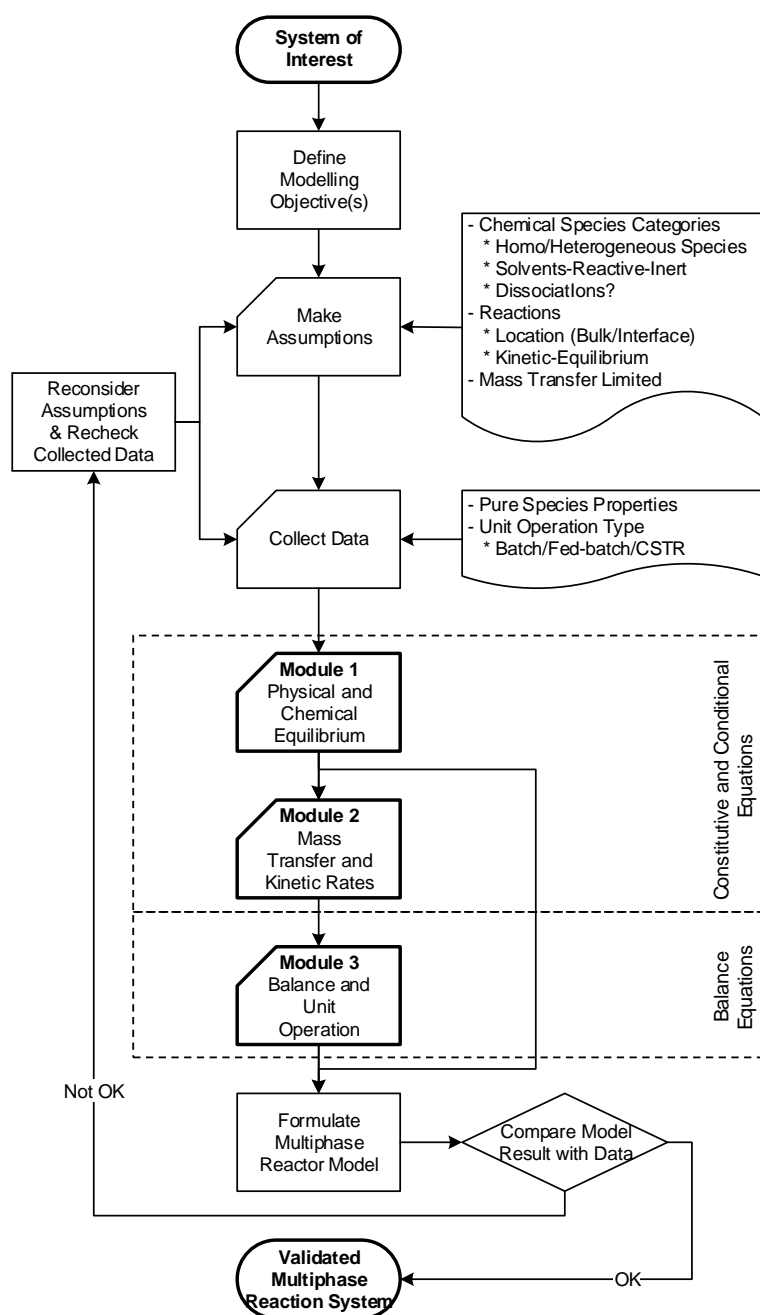 System of
Interest
Define
Modelling
Objective(s)
- Chemical Species Categories
* Homo/Heterogeneous Species
* Solvents-Reactive-Inert
* Dissociations?
- Reactions
* Location (Bulk/Interface)
* Kinetic-Equilibrium
- Mass Transfer Limited
Make
Assumptions
Reconsider
Assumptions
& Recheck
Collected Data
Collect Data
- Pure Species Properties
- Unit Operation Type
* Batch/Fed-batch/CSTR
Module 1
Physical and
Chemical
Equilibrium
Module 2
Mass
Transfer and
Kinetic Rates
Constitutive and Conditional
Equations
Module 3
Balance and
Unit
Operation
Balance
Equations
Not OK
Formulate
Multiphase
Reactor Model
Compare Model
Result with Data
Validated
Multiphase
Reaction System
OK